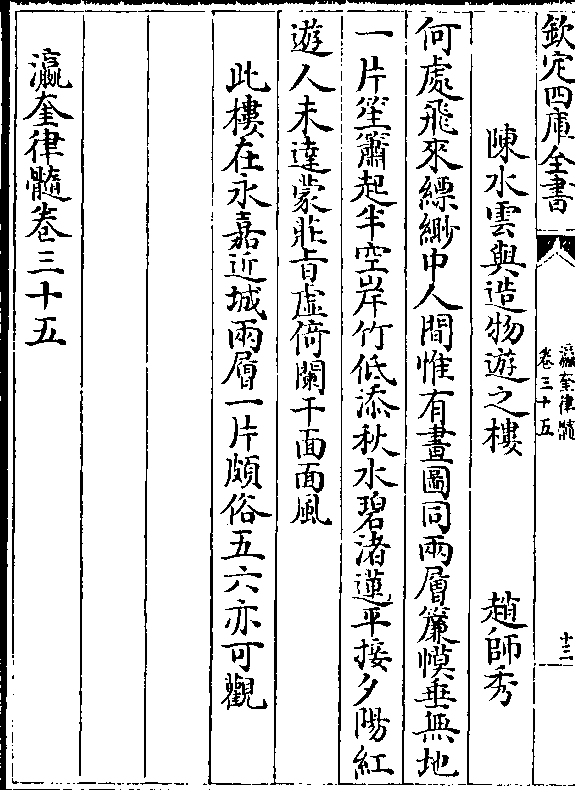 欽定四庫全書
瀛奎律髓
卷三十五
十三
陳水雲與造物遊之樓 趙師秀
何處飛來縹緲中人間惟有畫圖同兩層簾幙垂無地
一片笙簫起半空岸竹低添秋水碧渚蓮平接夕陽紅
遊人未達蒙莊旨虛倚闌干面面風
此樓在永嘉近城兩層一片頗俗五六亦可觀
瀛奎律髓卷三十五